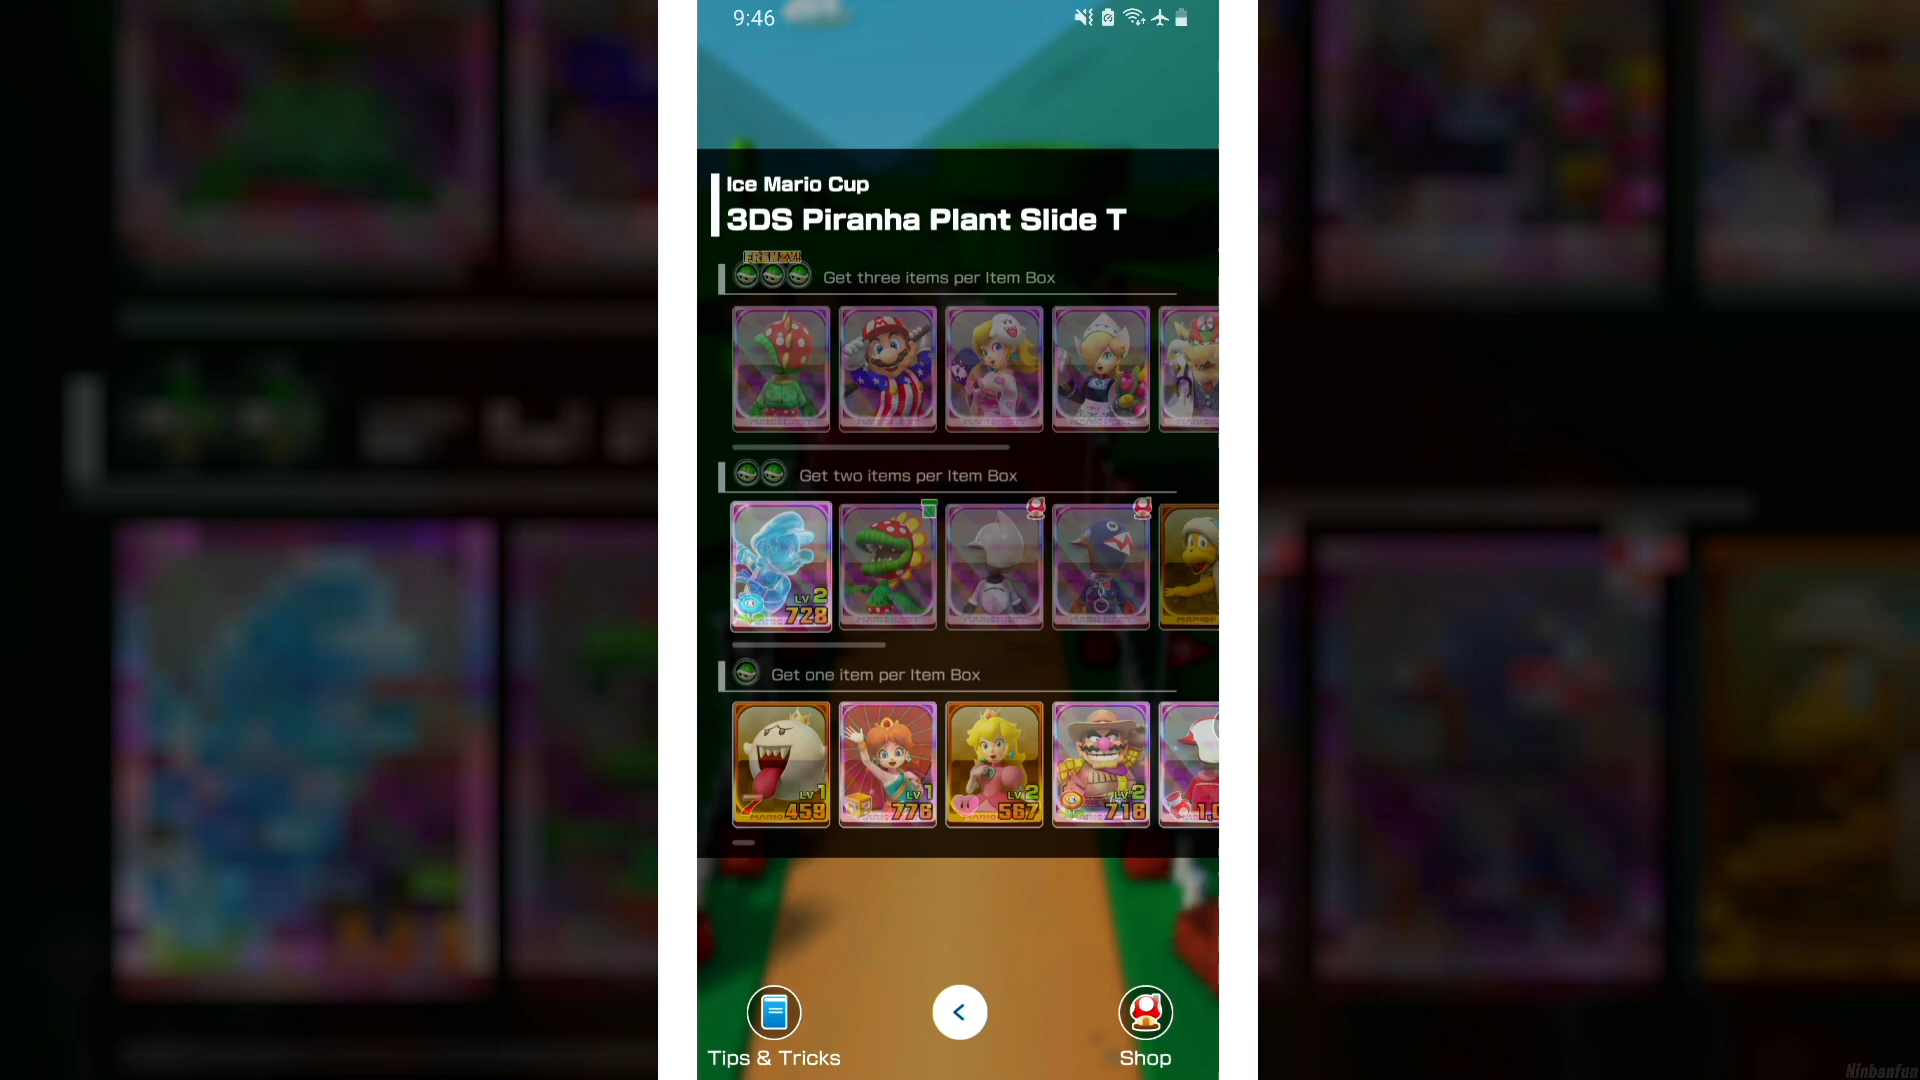 9:46
Ice Mario Cup
3DS Piranha Plant Slide T
FRENZY!
Get three items per Item Box
Get two items per Item Box
LV 2
728
Get one item per Item Box
LV 1
459
LV 1
776
LV 2
567
LV 2
716
Tips & Tricks
Shop
Ninbanfun